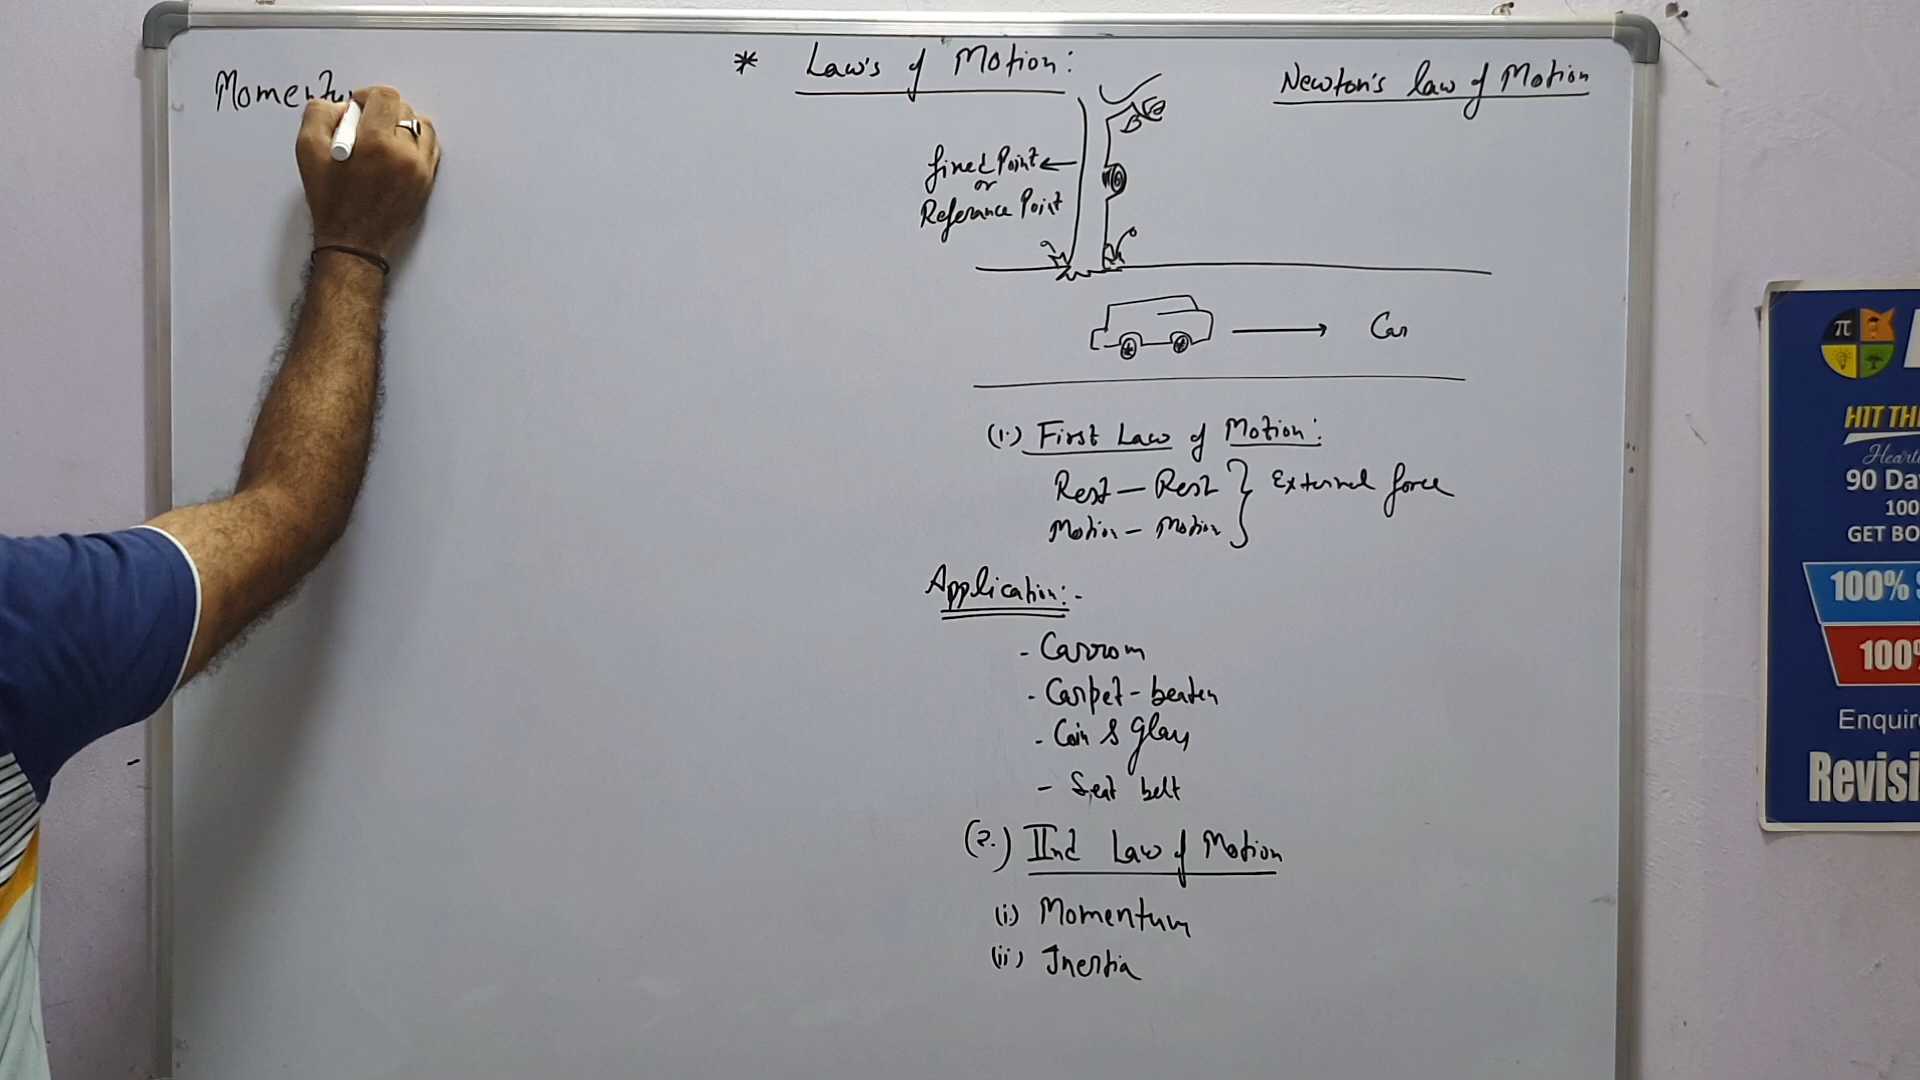 Momentu
* Law's of Motion:
Newton's law of Motion
fixed Point
or
Referance Point
Car
(1.) First Law of Motion:
Rest - Rest } External force
Motion - Motion
Application:-
- Carrom
- Carpet - beaten
- Coin & Glass
- Seat belt
(2.) IInd Law of Motion
(i) Momentum
(ii) Inertia
π
HIT TH
90 Da
100
GET BO
100%
100%
Enquir
Revisi